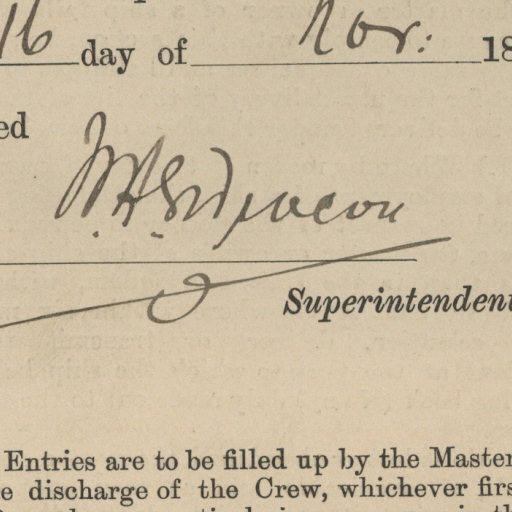 16 day of Nov: 18
ed
Superintendent
Entries are to be filled up by the Master
e discharge of the Crew, whichever firs